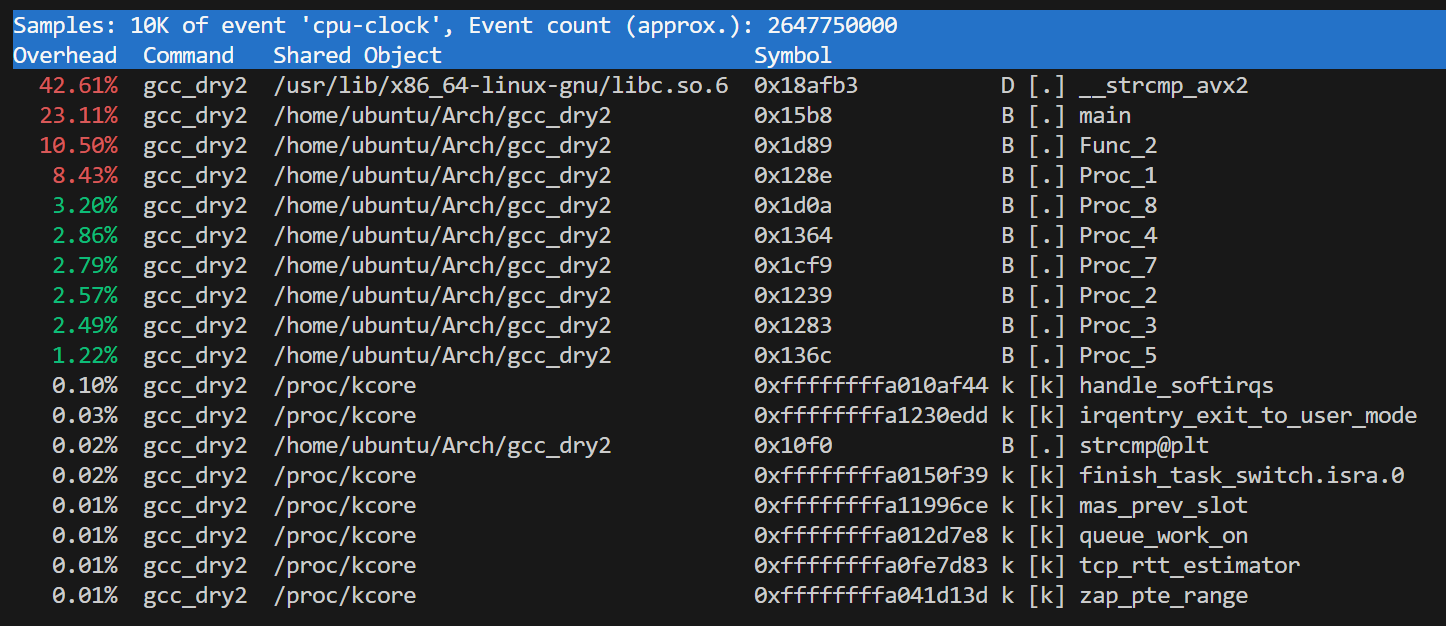 Samples: 10K of event 'cpu-clock', Event count (approx.): 2647750000
Overhead  Command  Shared Object                        Symbol
  42.61%  gcc_dry2  /usr/lib/x86_64-linux-gnu/libc.so.6  0x18afb3           D [.] __strcmp_avx2
  23.11%  gcc_dry2  /home/ubuntu/Arch/gcc_dry2           0x15b8             B [.] main
  10.50%  gcc_dry2  /home/ubuntu/Arch/gcc_dry2           0x1d89             B [.] Func_2
   8.43%  gcc_dry2  /home/ubuntu/Arch/gcc_dry2           0x128e             B [.] Proc_1
   3.20%  gcc_dry2  /home/ubuntu/Arch/gcc_dry2           0x1d0a             B [.] Proc_8
   2.86%  gcc_dry2  /home/ubuntu/Arch/gcc_dry2           0x1364             B [.] Proc_4
   2.79%  gcc_dry2  /home/ubuntu/Arch/gcc_dry2           0x1cf9             B [.] Proc_7
   2.57%  gcc_dry2  /home/ubuntu/Arch/gcc_dry2           0x1239             B [.] Proc_2
   2.49%  gcc_dry2  /home/ubuntu/Arch/gcc_dry2           0x1283             B [.] Proc_3
   1.22%  gcc_dry2  /home/ubuntu/Arch/gcc_dry2           0x136c             B [.] Proc_5
   0.10%  gcc_dry2  /proc/kcore                          0xffffffffa010af44 k [k] handle_softirqs
   0.03%  gcc_dry2  /proc/kcore                          0xffffffffa1230edd k [k] irqentry_exit_to_user_mode
   0.02%  gcc_dry2  /home/ubuntu/Arch/gcc_dry2           0x10f0             B [.] strcmp@plt
   0.02%  gcc_dry2  /proc/kcore                          0xffffffffa0150f39 k [k] finish_task_switch.isra.0
   0.01%  gcc_dry2  /proc/kcore                          0xffffffffa11996ce k [k] mas_prev_slot
   0.01%  gcc_dry2  /proc/kcore                          0xffffffffa012d7e8 k [k] queue_work_on
   0.01%  gcc_dry2  /proc/kcore                          0xffffffffa0fe7d83 k [k] tcp_rtt_estimator
   0.01%  gcc_dry2  /proc/kcore                          0xffffffffa041d13d k [k] zap_pte_range